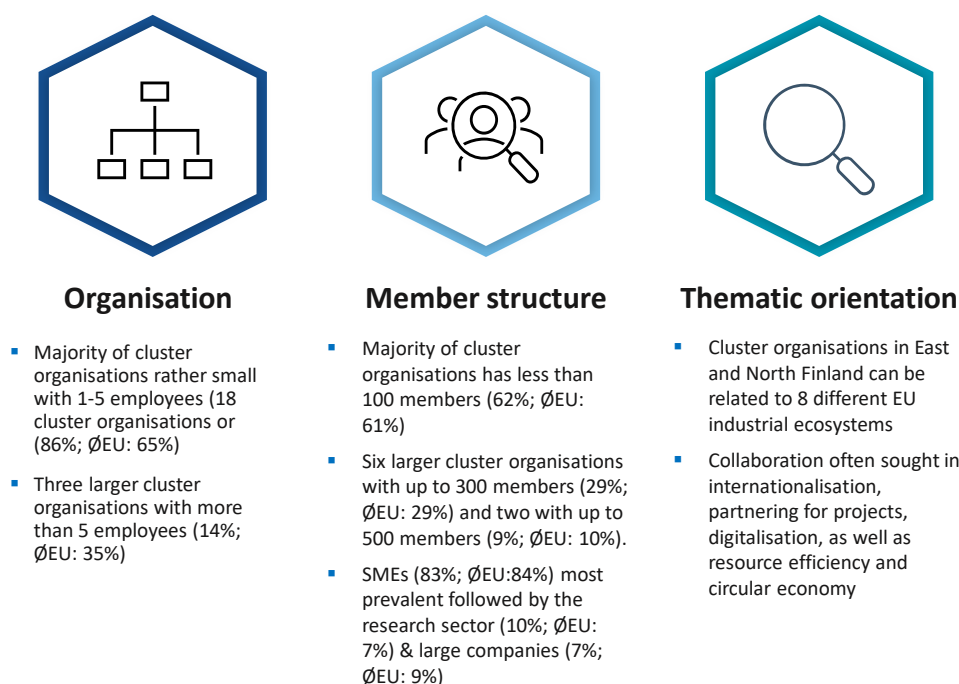 Organisation
▪ Majority of cluster
organisations rather small
with 1-5 employees (18
cluster organisations or
(86%; ØEU: 65%)
▪ Three larger cluster
organisations with more
than 5 employees (14%;
ØEU: 35%)
Member structure
▪ Majority of cluster
organisations has less than
100 members (62%; ØEU:
61%)
▪ Six larger cluster organisations
with up to 300 members (29%;
ØEU: 29%) and two with up to
500 members (9%; ØEU: 10%).
▪ SMEs (83%; ØEU:84%) most
prevalent followed by the
research sector (10%; ØEU:
7%) & large companies (7%;
ØEU: 9%)
Thematic orientation
▪ Cluster organisations in East
and North Finland can be
related to 8 different EU
industrial ecosystems
▪ Collaboration often sought in
internationalisation,
partnering for projects,
digitalisation, as well as
resource efficiency and
circular economy